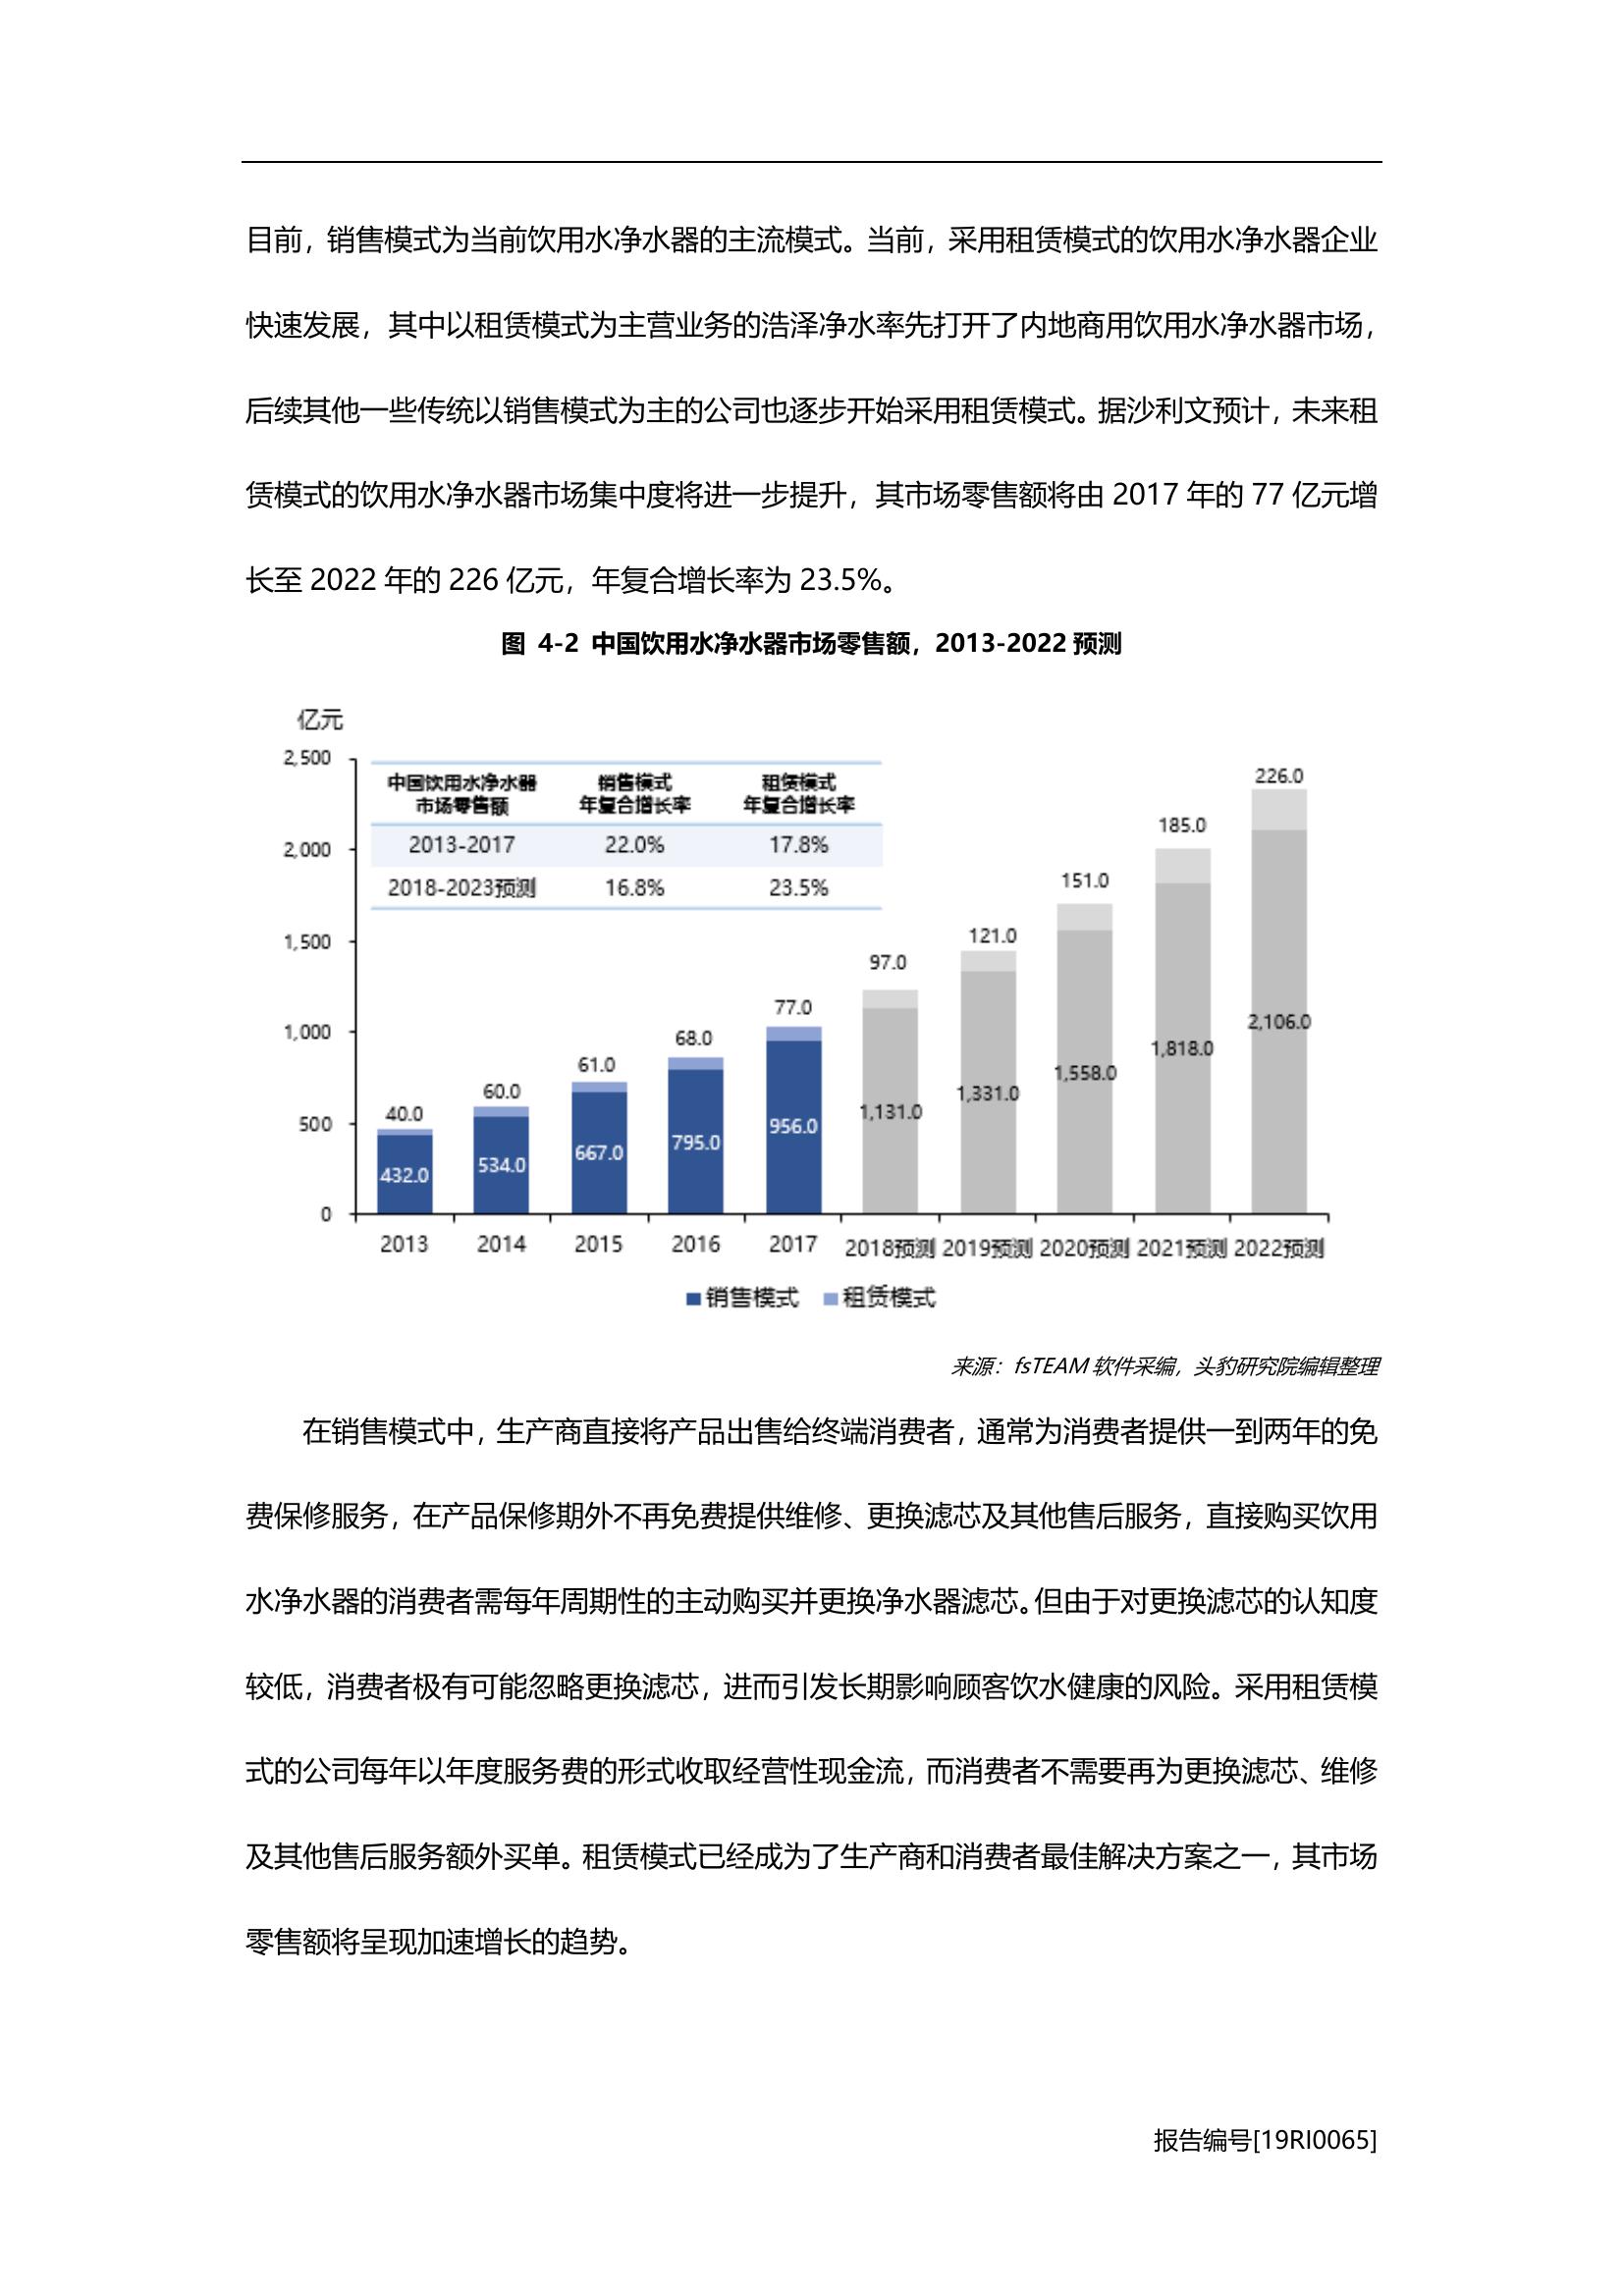 目前，销售模式为当前饮用水净水器的主流模式。当前，采用租赁模式的饮用水净水器企业
快速发展，其中以租赁模式为主营业务的浩泽净水率先打开了内地商用饮用水净水器市场，
后续其他一些传统以销售模式为主的公司也逐步开始采用租赁模式。据沙利文预计，未来租
赁模式的饮用水净水器市场集中度将进一步提升，其市场零售额将由 2017 年的 77 亿元增
长至 2022 年的 226 亿元，年复合增长率为 23.5%。
图 4-2 中国饮用水净水器市场零售额，2013-2022 预测
亿元
2,500
2,000
1,500
1,000
500
0
中国饮用水净水器 销售模式 租赁模式
市场零售额 年复合增长率 年复合增长率
2013-2017 22.0% 17.8%
2018-2023预测 16.8% 23.5%
40.0 60.0 61.0 68.0 77.0 97.0 121.0 151.0 185.0 226.0
432.0 534.0 667.0 795.0 956.0 1,131.0 1,331.0 1,558.0 1,818.0 2,106.0
2013 2014 2015 2016 2017 2018预测 2019预测 2020预测 2021预测 2022预测
销售模式 租赁模式
来源：fsTEAM 软件采编，头豹研究院编辑整理
在销售模式中，生产商直接将产品出售给终端消费者，通常为消费者提供一到两年的免
费保修服务，在产品保修期外不再免费提供维修、更换滤芯及其他售后服务，直接购买饮用
水净水器的消费者需每年周期性的主动购买并更换净水器滤芯。但由于对更换滤芯的认知度
较低，消费者极有可能忽略更换滤芯，进而引发长期影响顾客饮水健康的风险。采用租赁模
式的公司每年以年度服务费的形式收取经营性现金流，而消费者不需要再为更换滤芯、维修
及其他售后服务额外买单。租赁模式已经成为了生产商和消费者最佳解决方案之一，其市场
零售额将呈现加速增长的趋势。
报告编号[19RI0065]